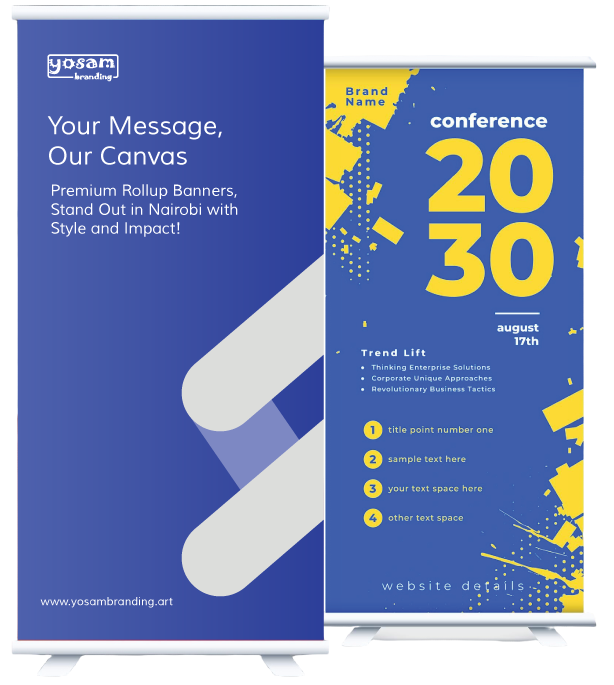 yosam
branding
Your Message,
Our Canvas
Premium Rollup Banners,
Stand Out in Nairobi with
Style and Impact!
www.yosambranding.art
Brand
Name
conference
20
30
august
17th
Trend Lift
Thinking Enterprise Solutions
Corporate Unique Approaches
Revolutionary Business Tactics
1 title point number one
2 sample text here
3 your text space here
4 other text space
website details